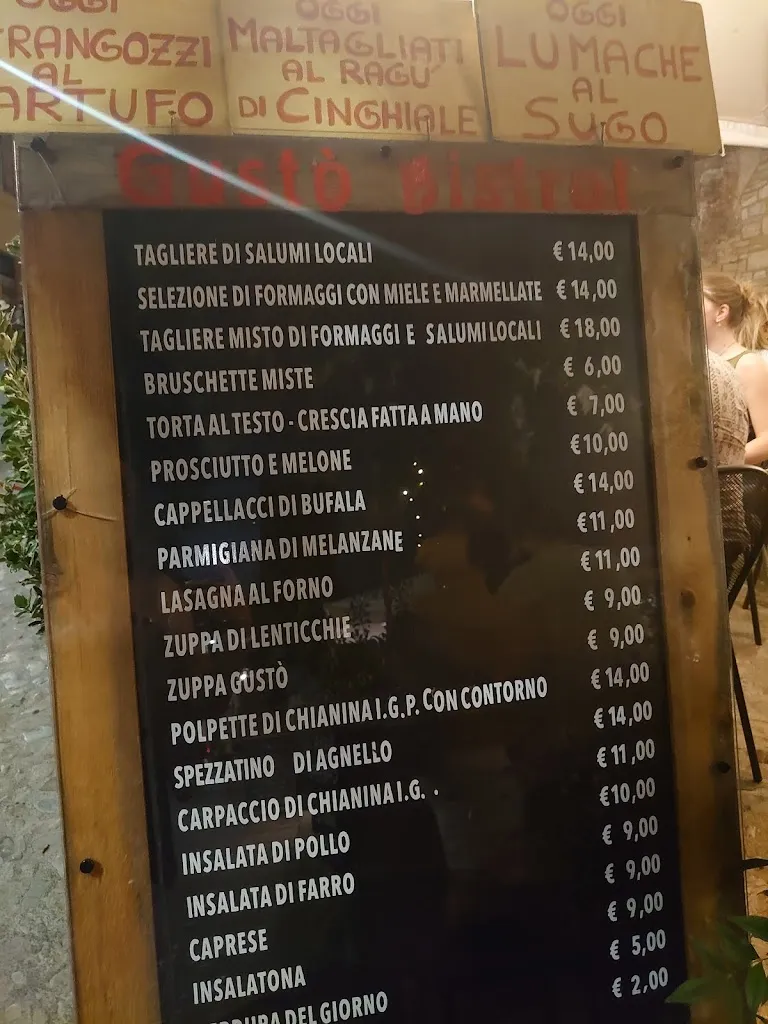 OGGI
RANGOZZI
AL
ARTUFO
OGGI
MALTAGLIATI
AL RAGU'
DI CINGHIALE
OGGI
LUMACHE
AL
SUGO
Gustò Bistrot
TAGLIERE DI SALUMI LOCALI € 14,00
SELEZIONE DI FORMAGGI CON MIELE E MARMELLATE € 14,00
TAGLIERE MISTO DI FORMAGGI E SALUMI LOCALI € 18,00
BRUSCHETTE MISTE € 6,00
TORTA AL TESTO - CRESCIA FATTA A MANO € 7,00
PROSCIUTTO E MELONE €10,00
CAPPELLACCI DI BUFALA € 14,00
PARMIGIANA DI MELANZANE € 11,00
LASAGNA AL FORNO € 11,00
ZUPPA DI LENTICCHIE € 9,00
ZUPPA GUSTÒ € 9,00
POLPETTE DI CHIANINA I.G.P. CON CONTORNO € 14,00
SPEZZATINO DI AGNELLO € 14,00
CARPACCIO DI CHIANINA I.G. . € 11,00
INSALATA DI POLLO €10,00
INSALATA DI FARRO € 9,00
CAPRESE € 9,00
INSALATONA € 9,00
DEL GIORNO € 5,00
€ 2,00